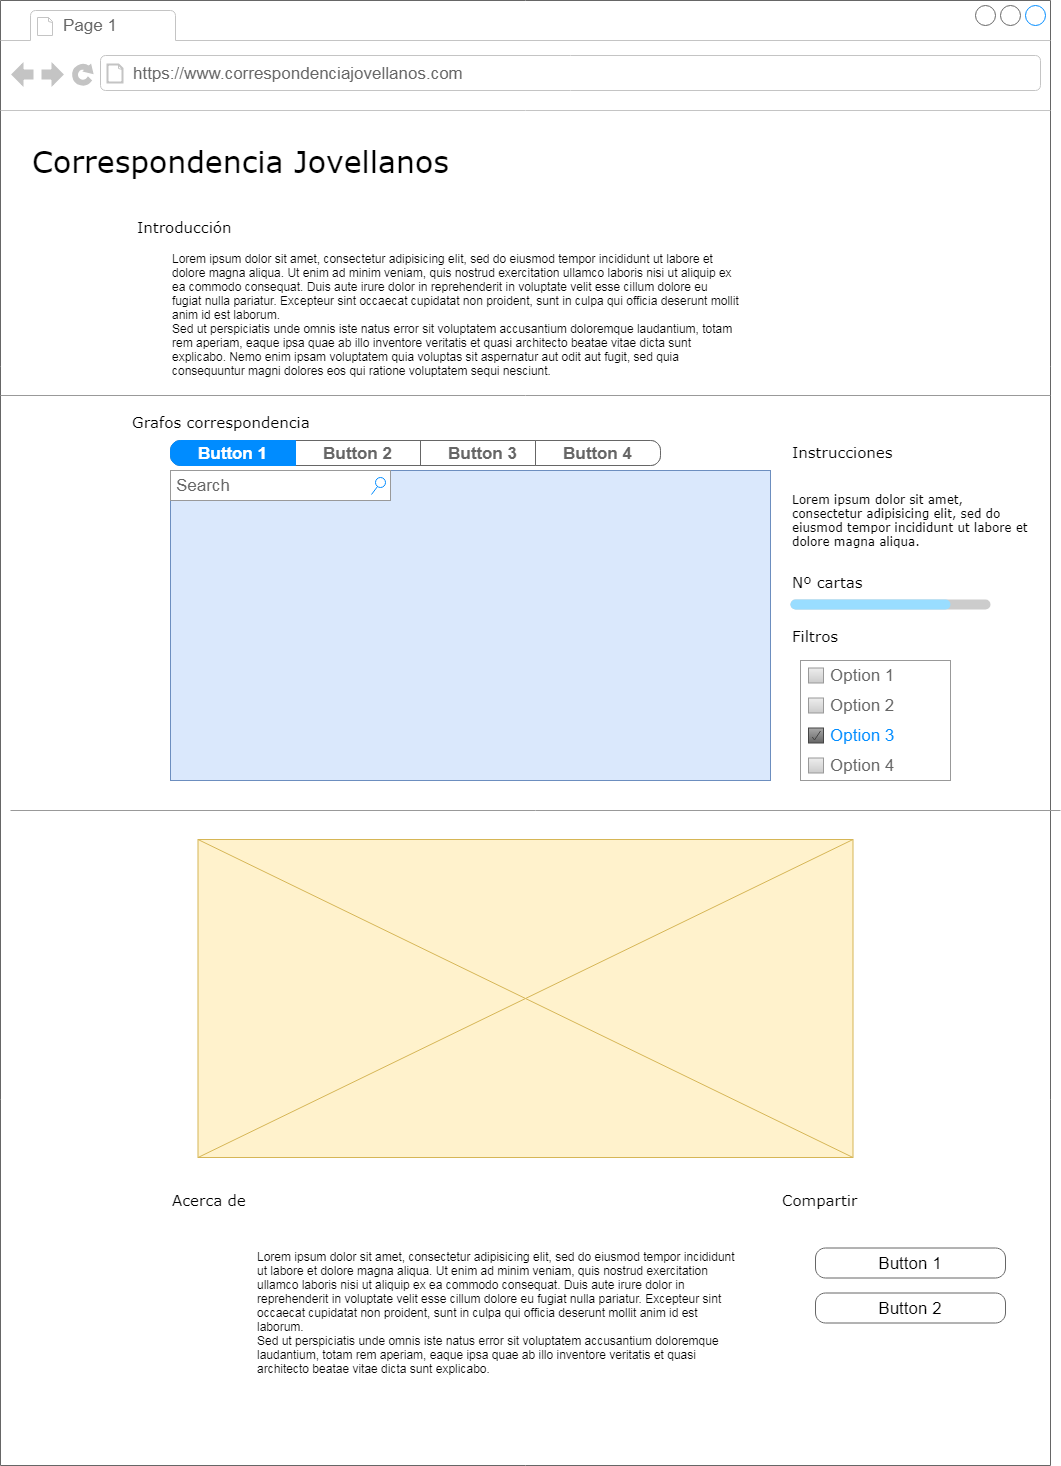 Page 1
https://www.correspondenciajovellanos.com
Correspondencia Jovellanos
Introducción
Lorem ipsum dolor sit amet, consectetur adipisicing elit, sed do eiusmod tempor incididunt ut labore et
dolore magna aliqua. Ut enim ad minim veniam, quis nostrud exercitation ullamco laboris nisi ut aliquip ex
ea commodo consequat. Duis aute irure dolor in reprehenderit in voluptate velit esse cillum dolore eu
fugiat nulla pariatur. Excepteur sint occaecat cupidatat non proident, sunt in culpa qui officia deserunt mollit
anim id est laborum.
Sed ut perspiciatis unde omnis iste natus error sit voluptatem accusantium doloremque laudantium, totam
rem aperiam, eaque ipsa quae ab illo inventore veritatis et quasi architecto beatae vitae dicta sunt
explicabo. Nemo enim ipsam voluptatem quia voluptas sit aspernatur aut odit aut fugit, sed quia
consequuntur magni dolores eos qui ratione voluptatem sequi nesciunt.
Grafos correspondencia
Button 1 Button 2 Button 3 Button 4
Search
Instrucciones
Lorem ipsum dolor sit amet,
consectetur adipisicing elit, sed do
eiusmod tempor incididunt ut labore et
dolore magna aliqua.
Nº cartas
Filtros
Option 1
Option 2
Option 3
Option 4
Acerca de
Lorem ipsum dolor sit amet, consectetur adipisicing elit, sed do eiusmod tempor incididunt
ut labore et dolore magna aliqua. Ut enim ad minim veniam, quis nostrud exercitation
ullamco laboris nisi ut aliquip ex ea commodo consequat. Duis aute irure dolor in
reprehenderit in voluptate velit esse cillum dolore eu fugiat nulla pariatur. Excepteur sint
occaecat cupidatat non proident, sunt in culpa qui officia deserunt mollit anim id est
laborum.
Sed ut perspiciatis unde omnis iste natus error sit voluptatem accusantium doloremque
laudantium, totam rem aperiam, eaque ipsa quae ab illo inventore veritatis et quasi
architecto beatae vitae dicta sunt explicabo.
Compartir
Button 1
Button 2